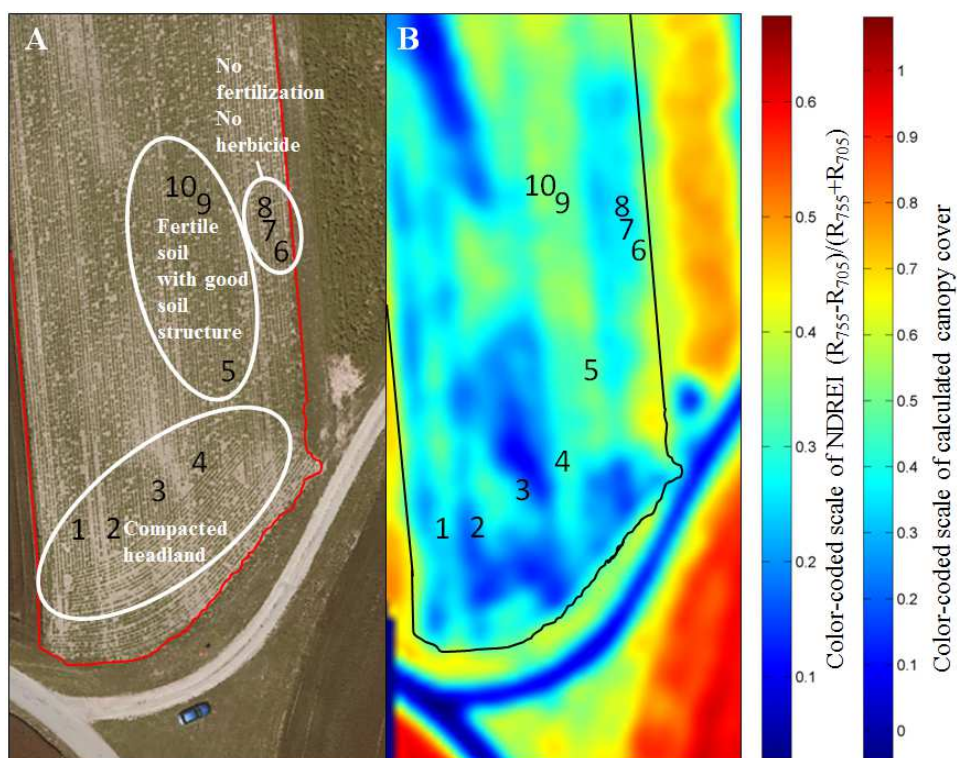 A
No
fertilization
No
herbicide
10
9
8
7
6
Fertile
soil
with good
soil
structure
5
4
3
1
2
Compacted
headland
B
10
9
8
7
6
5
4
3
1
2
0.6
0.5
0.4
0.3
0.2
0.1
Color-coded scale of NDREI (R755-R705)/(R755+R705)
1
0.9
0.8
0.7
0.6
0.5
0.4
0.3
0.2
0.1
0
Color-coded scale of calculated canopy cover